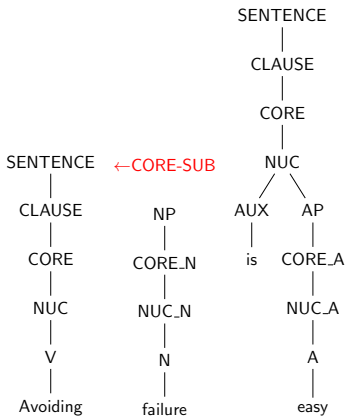 SENTENCE
CLAUSE
CORE
SENTENCE ←CORE-SUB NUC
CLAUSE NP AUX AP
CORE CORE_N is CORE_A
NUC NUC_N NUC_A
V N A
Avoiding failure easy